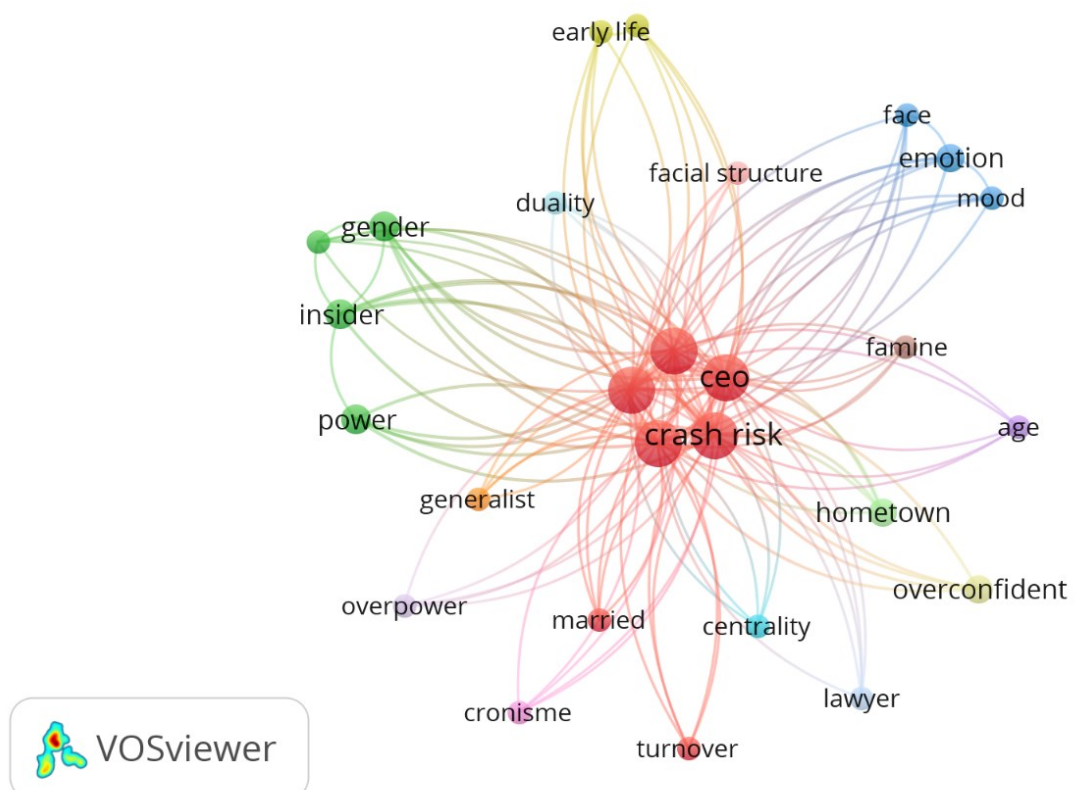 early life
face
emotion
facial structure
mood
duality
gender
insider
famine
ceo
power
crash risk
age
generalist
hometown
overconfident
overpower
married
centrality
lawyer
cronisme
turnover
VOSviewer